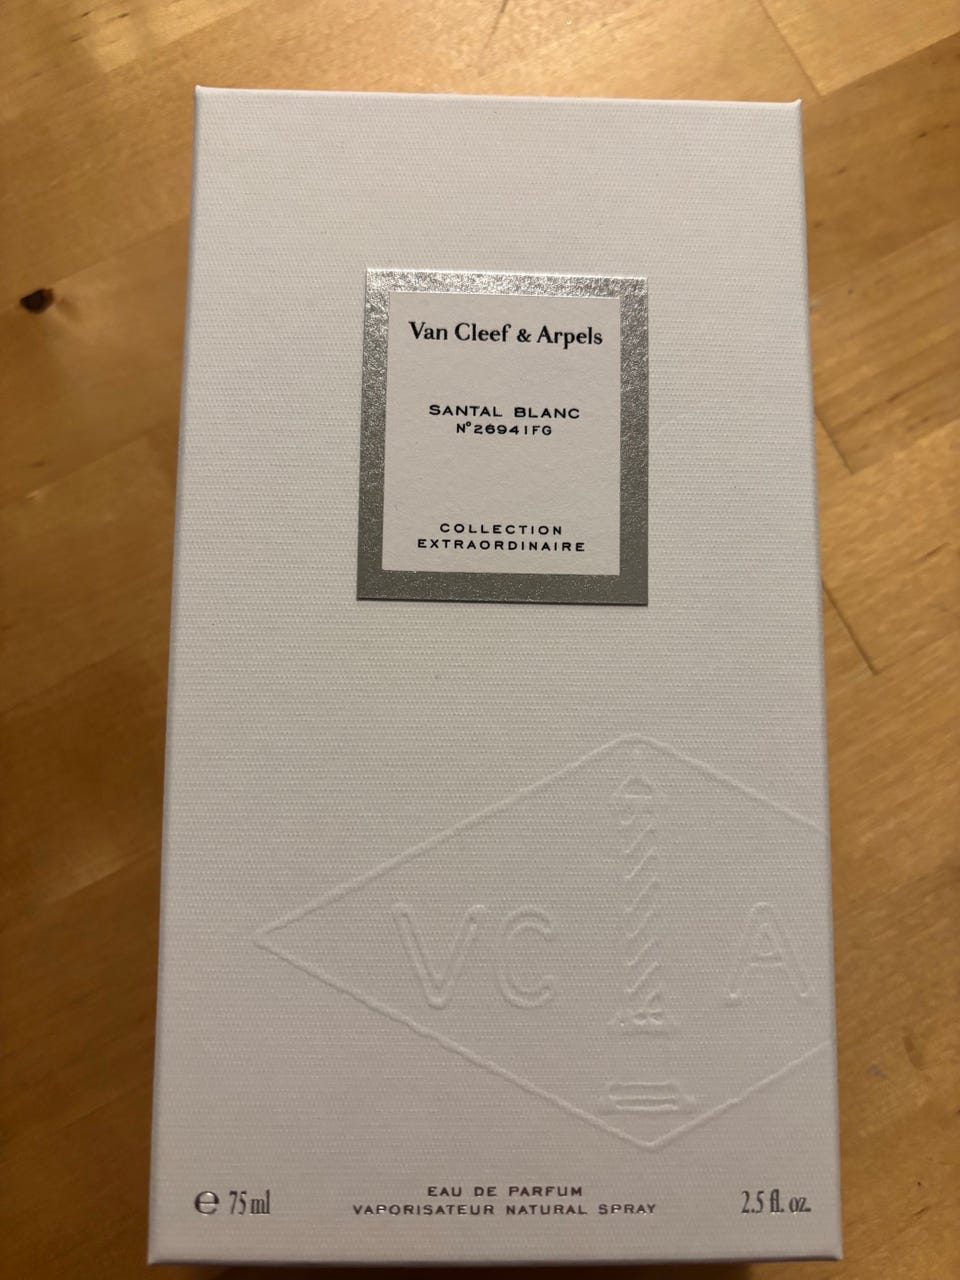 Van Cleef & Arpels
SANTAL BLANC
N°26941FG
COLLECTION
EXTRAORDINAIRE
VC A
EAU DE PARFUM
℮ 75 ml
VAPORISATEUR NATURAL SPRAY
2.5 fl. oz.